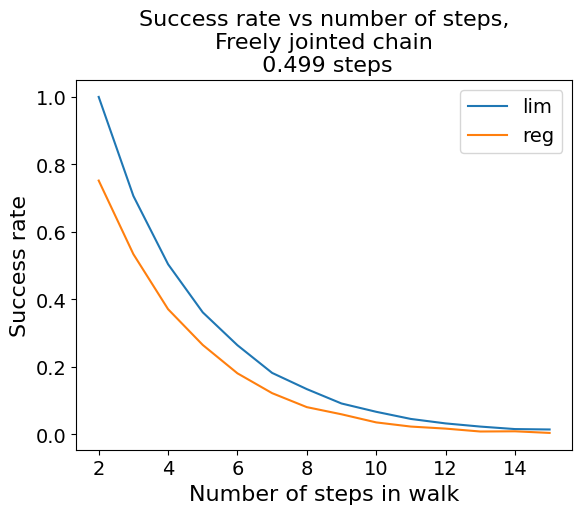 Success rate vs number of steps,
Freely jointed chain
0.499 steps
lim
reg
1.0
0.8
0.6
0.4
0.2
0.0
Success rate
2
4
6
8
10
12
14
Number of steps in walk